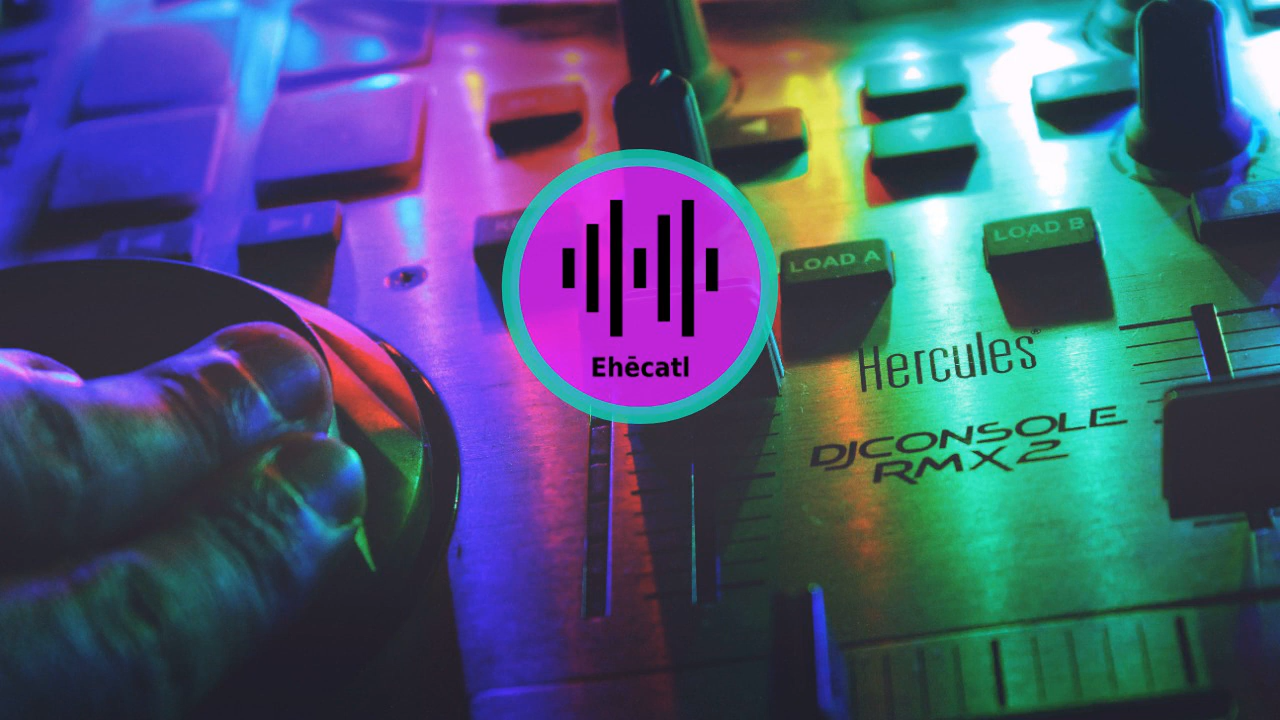 Ehēcatl
LOAD A
LOAD B
Hercules®
DJCONSOLE
RMX2